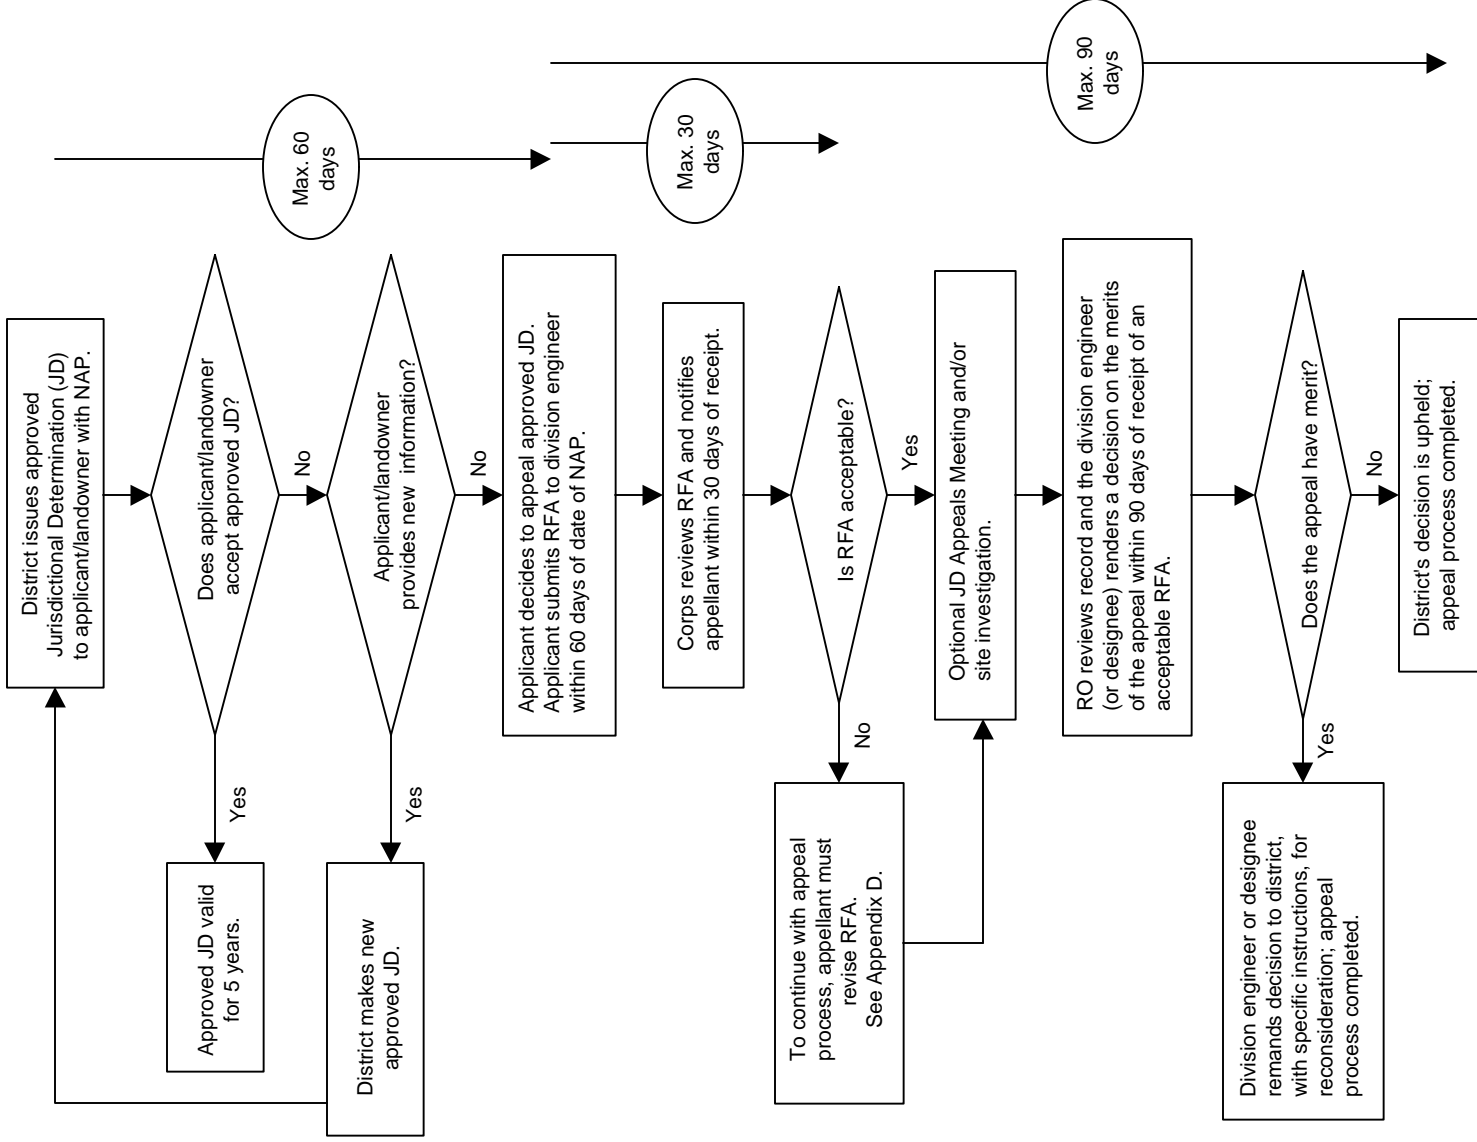 District issues approved
Jurisdictional Determination (JD)
to applicant/landowner with NAP.
Does applicant/landowner
accept approved JD?
Yes
Approved JD valid
for 5 years.
No
Applicant/landowner
provides new information?
Yes
District makes new
approved JD.
No
Max. 60
days
Applicant decides to appeal approved JD.
Applicant submits RFA to division engineer
within 60 days of date of NAP.
Corps reviews RFA and notifies
appellant within 30 days of receipt.
Max. 30
days
Is RFA acceptable?
No
To continue with appeal
process, appellant must
revise RFA.
See Appendix D.
Yes
Optional JD Appeals Meeting and/or
site investigation.
RO reviews record and the division engineer
(or designee) renders a decision on the merits
of the appeal within 90 days of receipt of an
acceptable RFA.
Max. 90
days
Does the appeal have merit?
Yes
Division engineer or designee
remands decision to district,
with specific instructions, for
reconsideration; appeal
process completed.
No
District's decision is upheld;
appeal process completed.